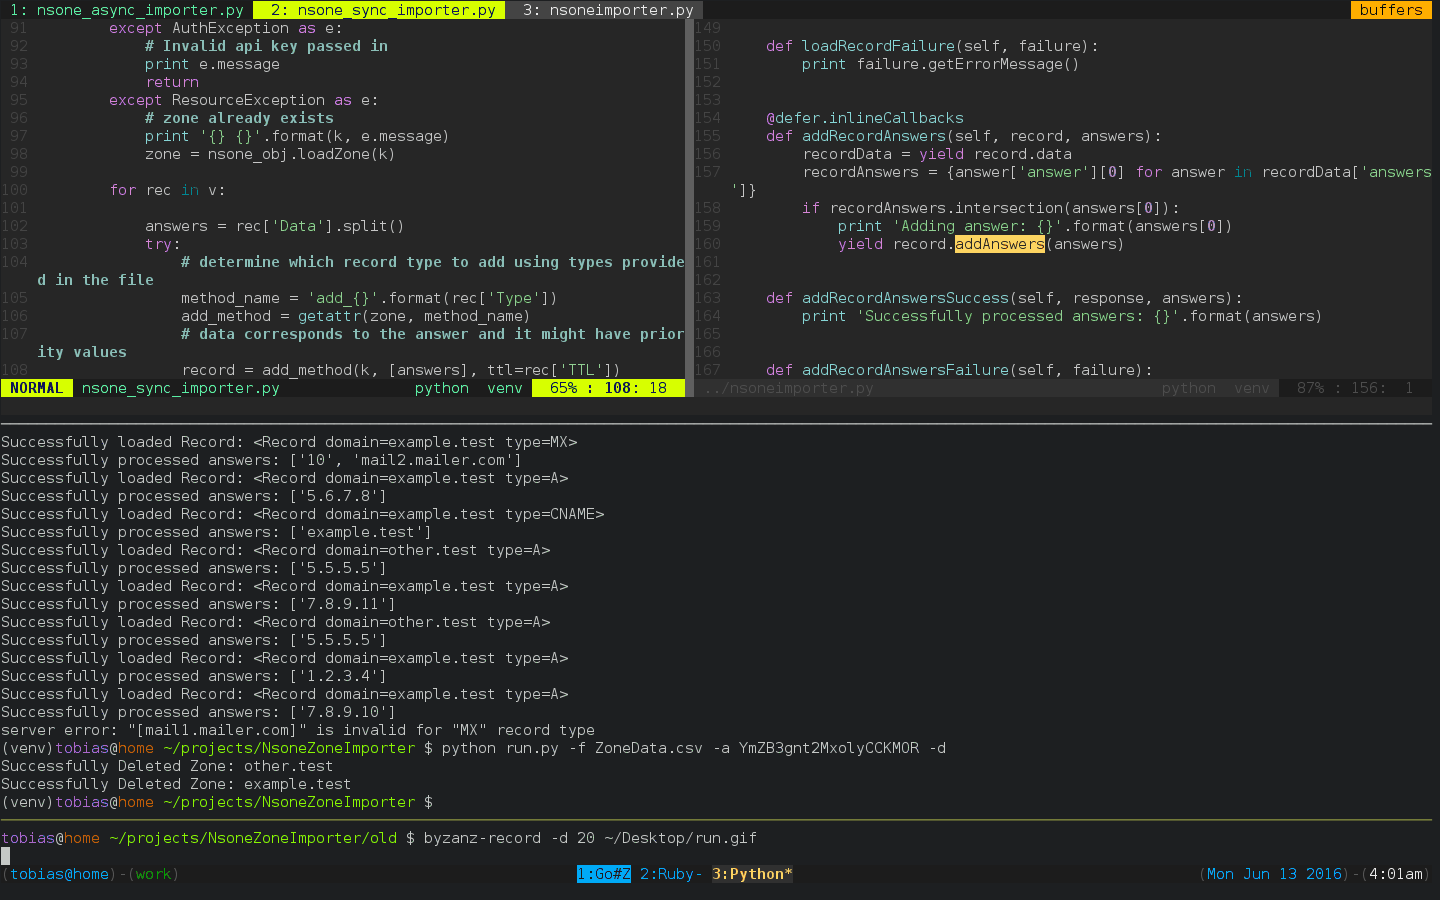 1: nsone_async_importer.py  2: nsone_sync_importer.py  3: nsoneimporter.py  buffers
91         except AuthException as e:
92             # Invalid api key passed in
93             print e.message
94             return
95         except ResourceException as e:
96             # zone already exists
97             print '{} {}'.format(k, e.message)
98             zone = nsone_obj.loadZone(k)
99
100         for rec in v:
101
102             answers = rec['Data'].split()
103             try:
104                 # determine which record type to add using types provide
d in the file
105                 method_name = 'add_{}'.format(rec['Type'])
106                 add_method = getattr(zone, method_name)
107                 # data corresponds to the answer and it might have prior
ity values
108                 record = add_method(k, [answers], ttl=rec['TTL'])
NORMAL  nsone_sync_importer.py  python  venv  65% : 108: 18
149
150     def loadRecordFailure(self, failure):
151         print failure.getErrorMessage()
152
153
154     @defer.inlineCallbacks
155     def addRecordAnswers(self, record, answers):
156         recordData = yield record.data
157         recordAnswers = {answer['answer'][0] for answer in recordData['answers
']}
158         if recordAnswers.intersection(answers[0]):
159             print 'Adding answer: {}'.format(answers[0])
160             yield record.addAnswers(answers)
161
162
163     def addRecordAnswersSuccess(self, response, answers):
164         print 'Successfully processed answers: {}'.format(answers)
165
166
167     def addRecordAnswersFailure(self, failure):
../nsoneimporter.py  python  venv  87% : 156:  1
Successfully loaded Record: <Record domain=example.test type=MX>
Successfully processed answers: ['10', 'mail2.mailer.com']
Successfully loaded Record: <Record domain=example.test type=A>
Successfully processed answers: ['5.6.7.8']
Successfully loaded Record: <Record domain=example.test type=CNAME>
Successfully processed answers: ['example.test']
Successfully loaded Record: <Record domain=other.test type=A>
Successfully processed answers: ['5.5.5.5']
Successfully loaded Record: <Record domain=example.test type=A>
Successfully processed answers: ['7.8.9.11']
Successfully loaded Record: <Record domain=other.test type=A>
Successfully processed answers: ['5.5.5.5']
Successfully loaded Record: <Record domain=example.test type=A>
Successfully processed answers: ['1.2.3.4']
Successfully loaded Record: <Record domain=example.test type=A>
Successfully processed answers: ['7.8.9.10']
server error: "[mail1.mailer.com]" is invalid for "MX" record type
(venv)tobias@home ~/projects/NsoneZoneImporter $ python run.py -f ZoneData.csv -a YmZB3gnt2MxolyCCKMOR -d
Successfully Deleted Zone: other.test
Successfully Deleted Zone: example.test
(venv)tobias@home ~/projects/NsoneZoneImporter $
tobias@home ~/projects/NsoneZoneImporter/old $ byzanz-record -d 20 ~/Desktop/run.gif
(tobias@home)-(work)  1:Go#Z 2:Ruby- 3:Python*  (Mon Jun 13 2016)-(4:01am)